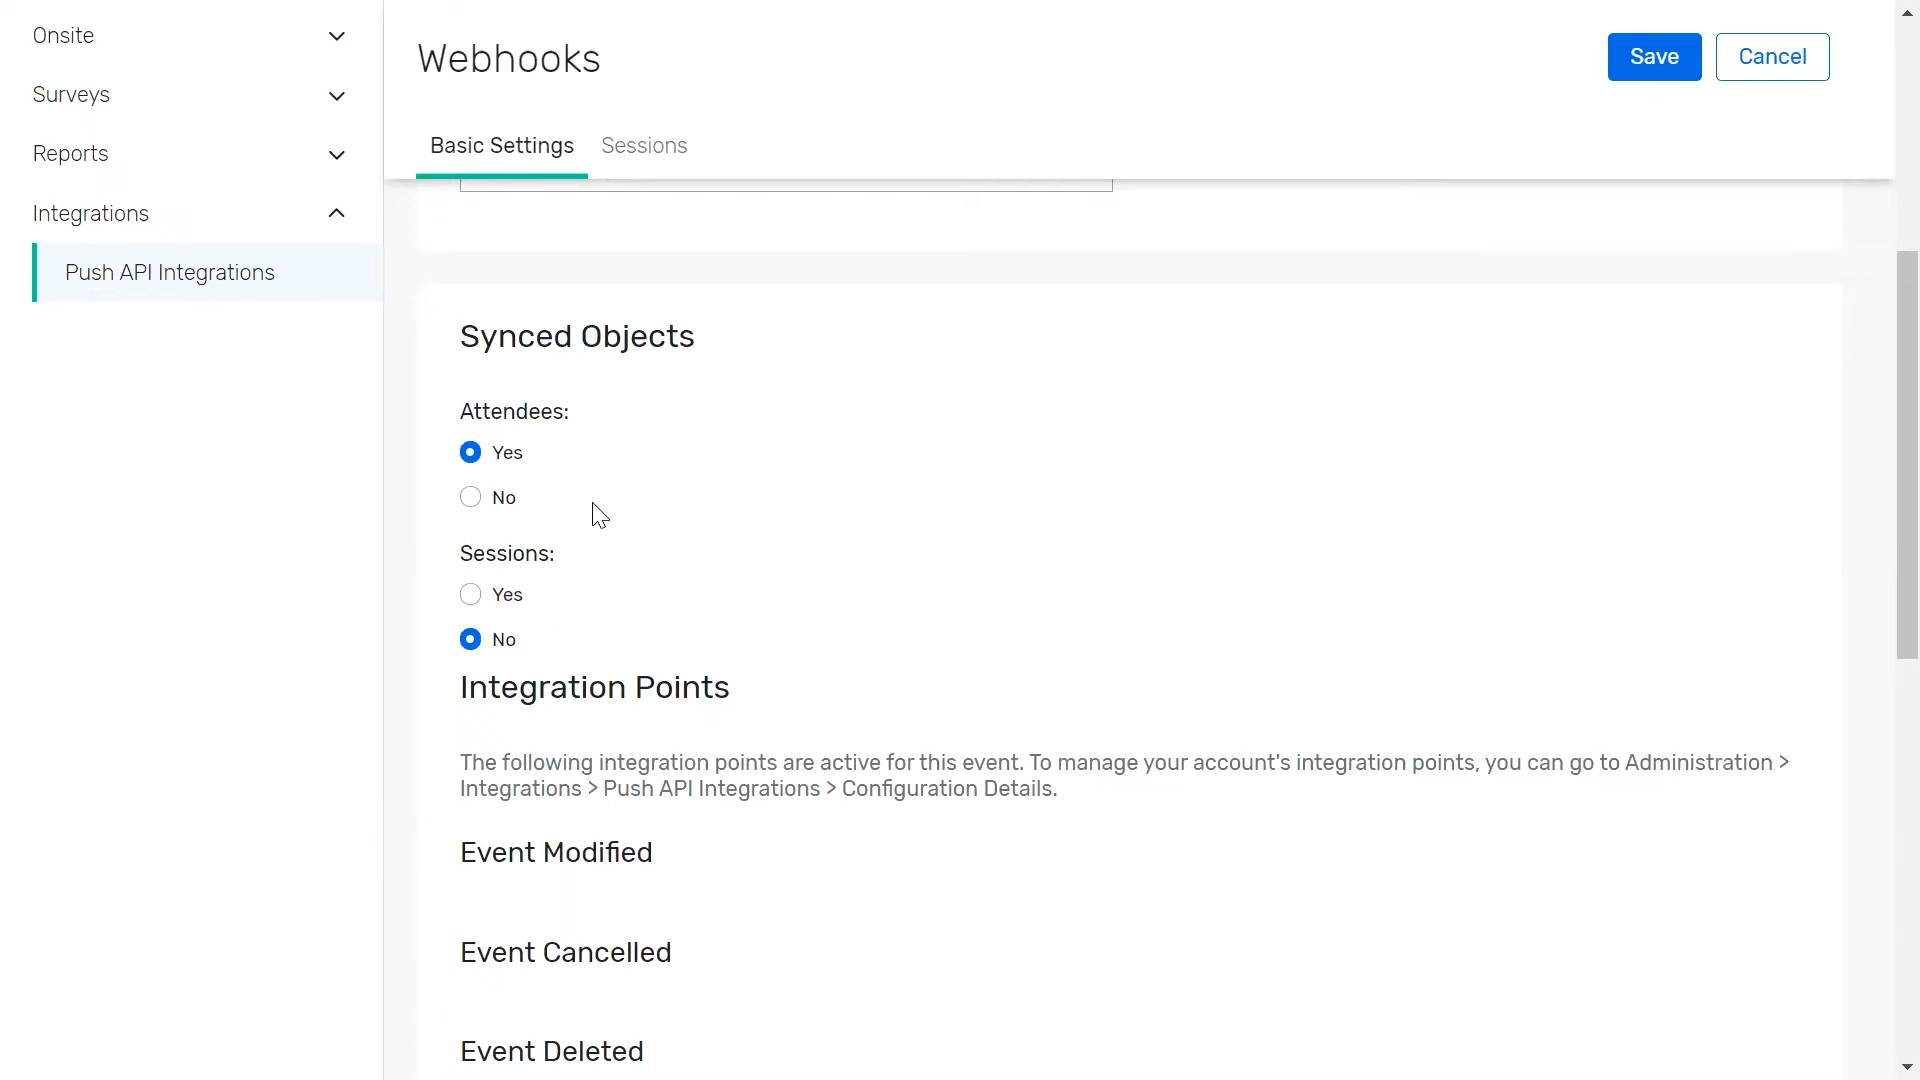 Onsite
Surveys
Reports
Integrations
Push API Integrations
Webhooks
Save
Cancel
Basic Settings
Sessions
Synced Objects
Attendees:
Yes
No
Sessions:
Yes
No
Integration Points
The following integration points are active for this event. To manage your account's integration points, you can go to Administration >
Integrations > Push API Integrations > Configuration Details.
Event Modified
Event Cancelled
Event Deleted